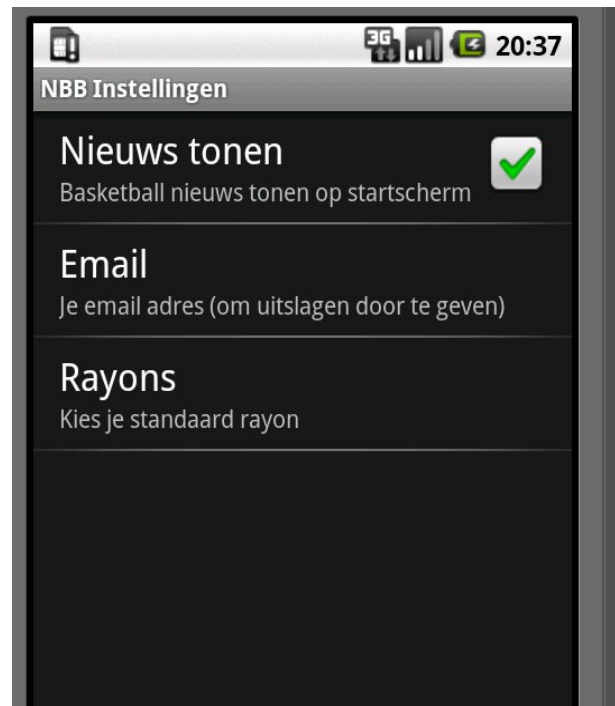 3G 20:37
NBB Instellingen
Nieuws tonen
Basketball nieuws tonen op startscherm
Email
Je email adres (om uitslagen door te geven)
Rayons
Kies je standaard rayon